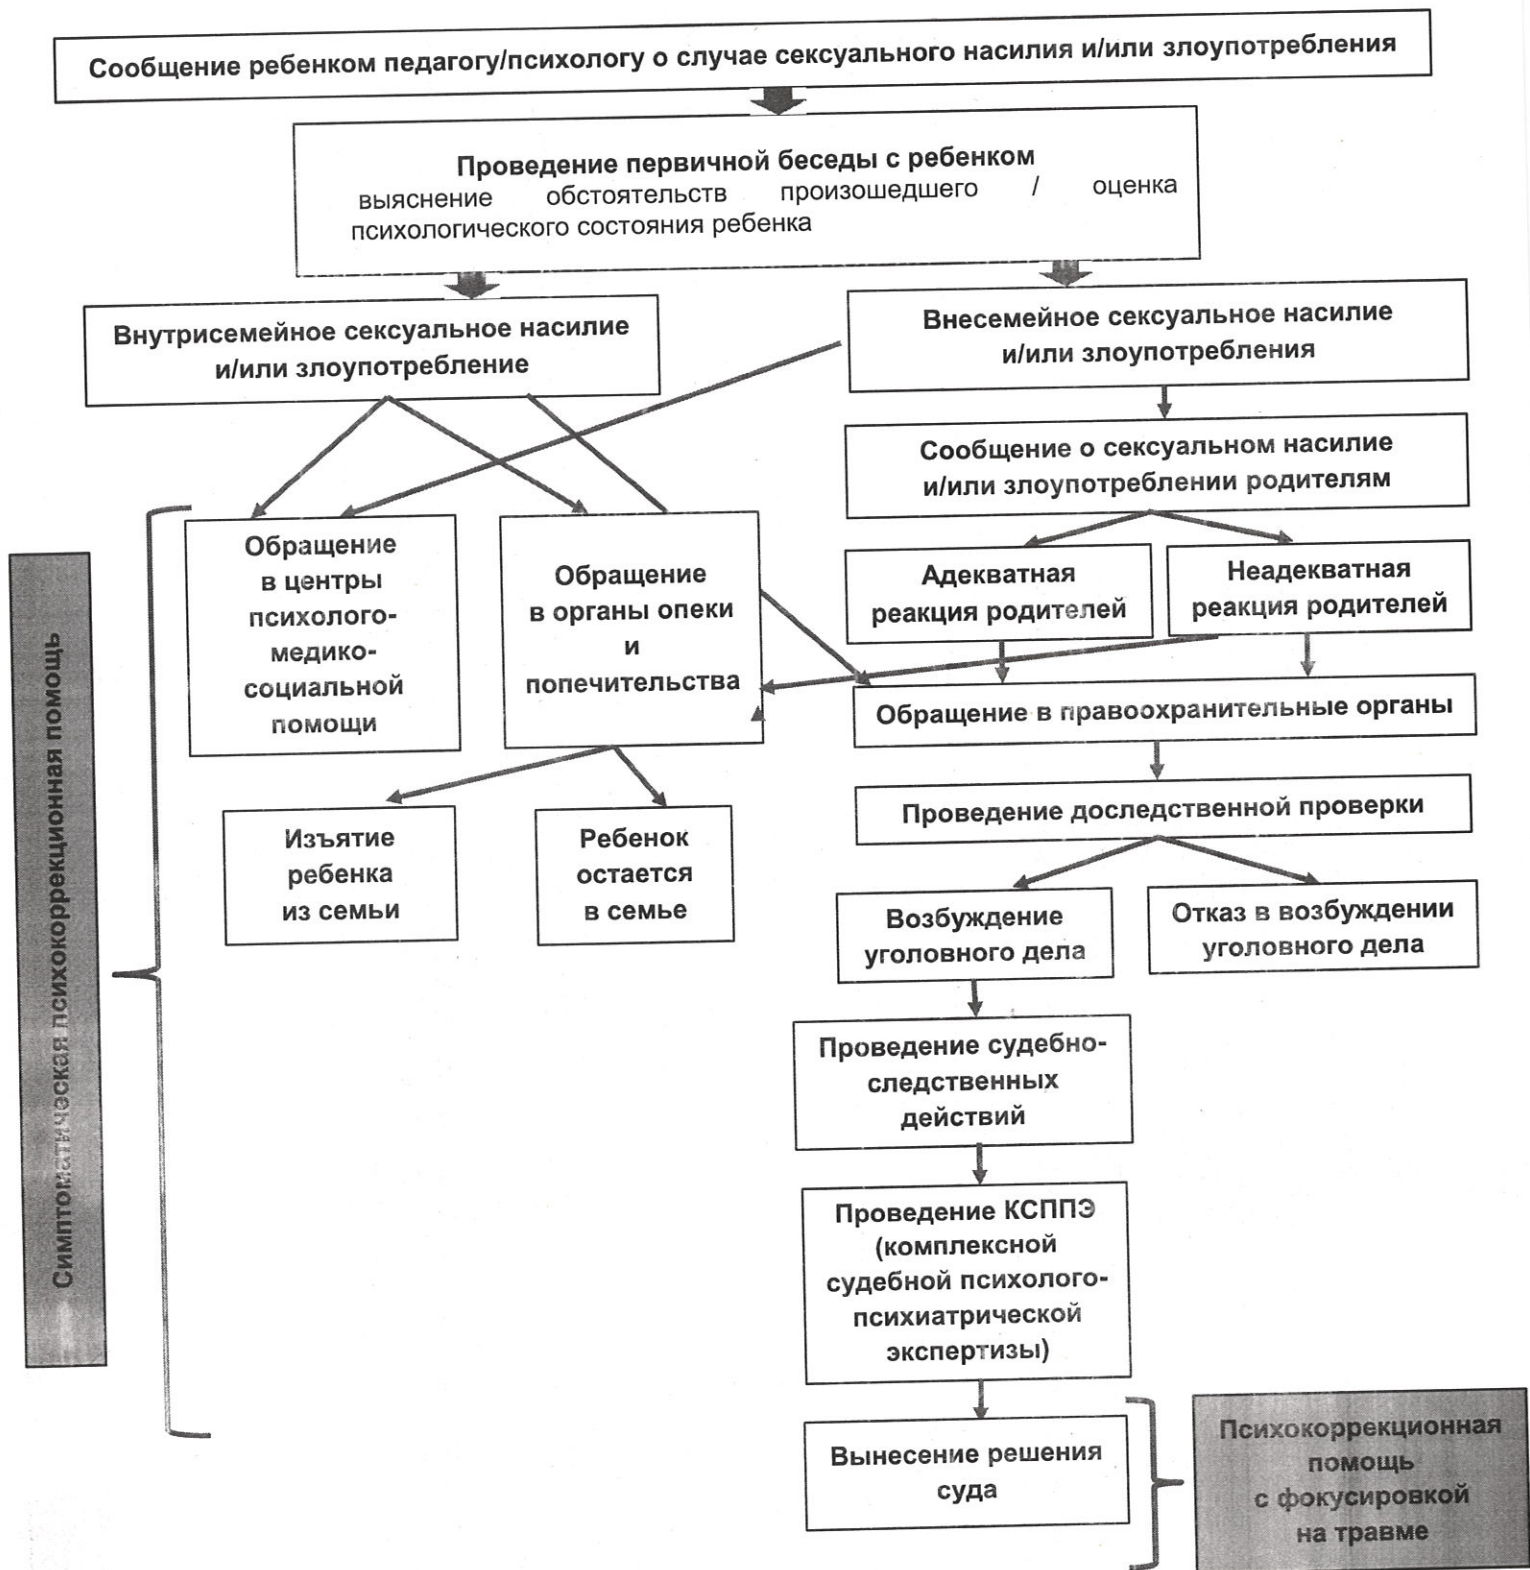 Сообщение ребенком педагогу/психологу о случае сексуального насилия и/или злоупотребления
Проведение первичной беседы с ребенком
выяснение обстоятельств произошедшего / оценка
психологического состояния ребенка
Внутрисемейное сексуальное насилие
и/или злоупотребление
Внесемейное сексуальное насилие
и/или злоупотребления
Сообщение о сексуальном насилие
и/или злоупотреблении родителям
Адекватная
реакция родителей
Неадекватная
реакция родителей
Обращение
в центры
психолого-
медико-
социальной
помощи
Обращение
в органы опеки
и
попечительства
Обращение в правоохранительные органы
Изъятие
ребенка
из семьи
Ребенок
остается
в семье
Проведение доследственной проверки
Возбуждение
уголовного дела
Отказ в возбуждении
уголовного дела
Проведение судебно-
следственных
действий
Проведение КСППЭ
(комплексной
судебной психолого-
психиатрической
экспертизы)
Вынесение решения
суда
Симптоматическая психокоррекционная помощь
Психокоррекционная
помощь
с фокусировкой
на травме